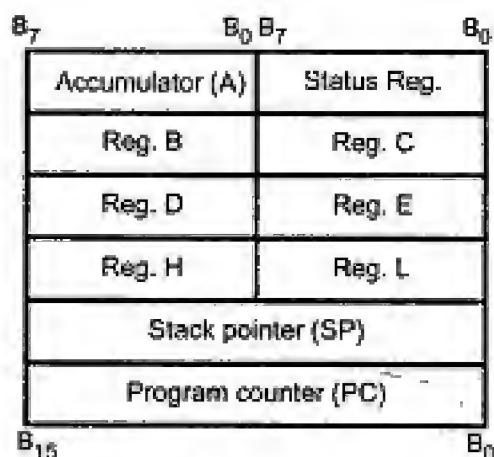 B7 B0 B7 B0
Accumulator (A) Status Reg.
Reg. B Reg. C
Reg. D Reg. E
Reg. H Reg. L
Stack pointer (SP)
Program counter (PC)
B15 B0